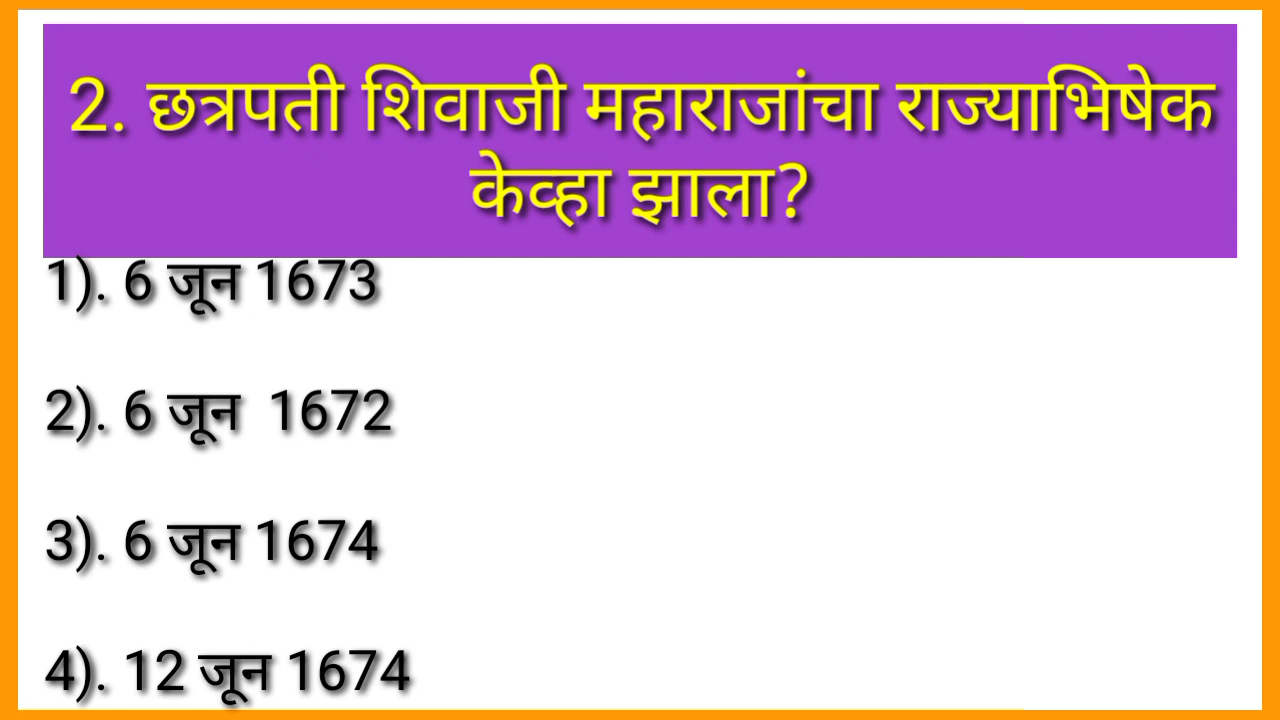 2. छत्रपती शिवाजी महाराजांचा राज्याभिषेक
केव्हा झाला?
1). 6 जून 1673
2). 6 जून 1672
3). 6 जून 1674
4). 12 जून 1674